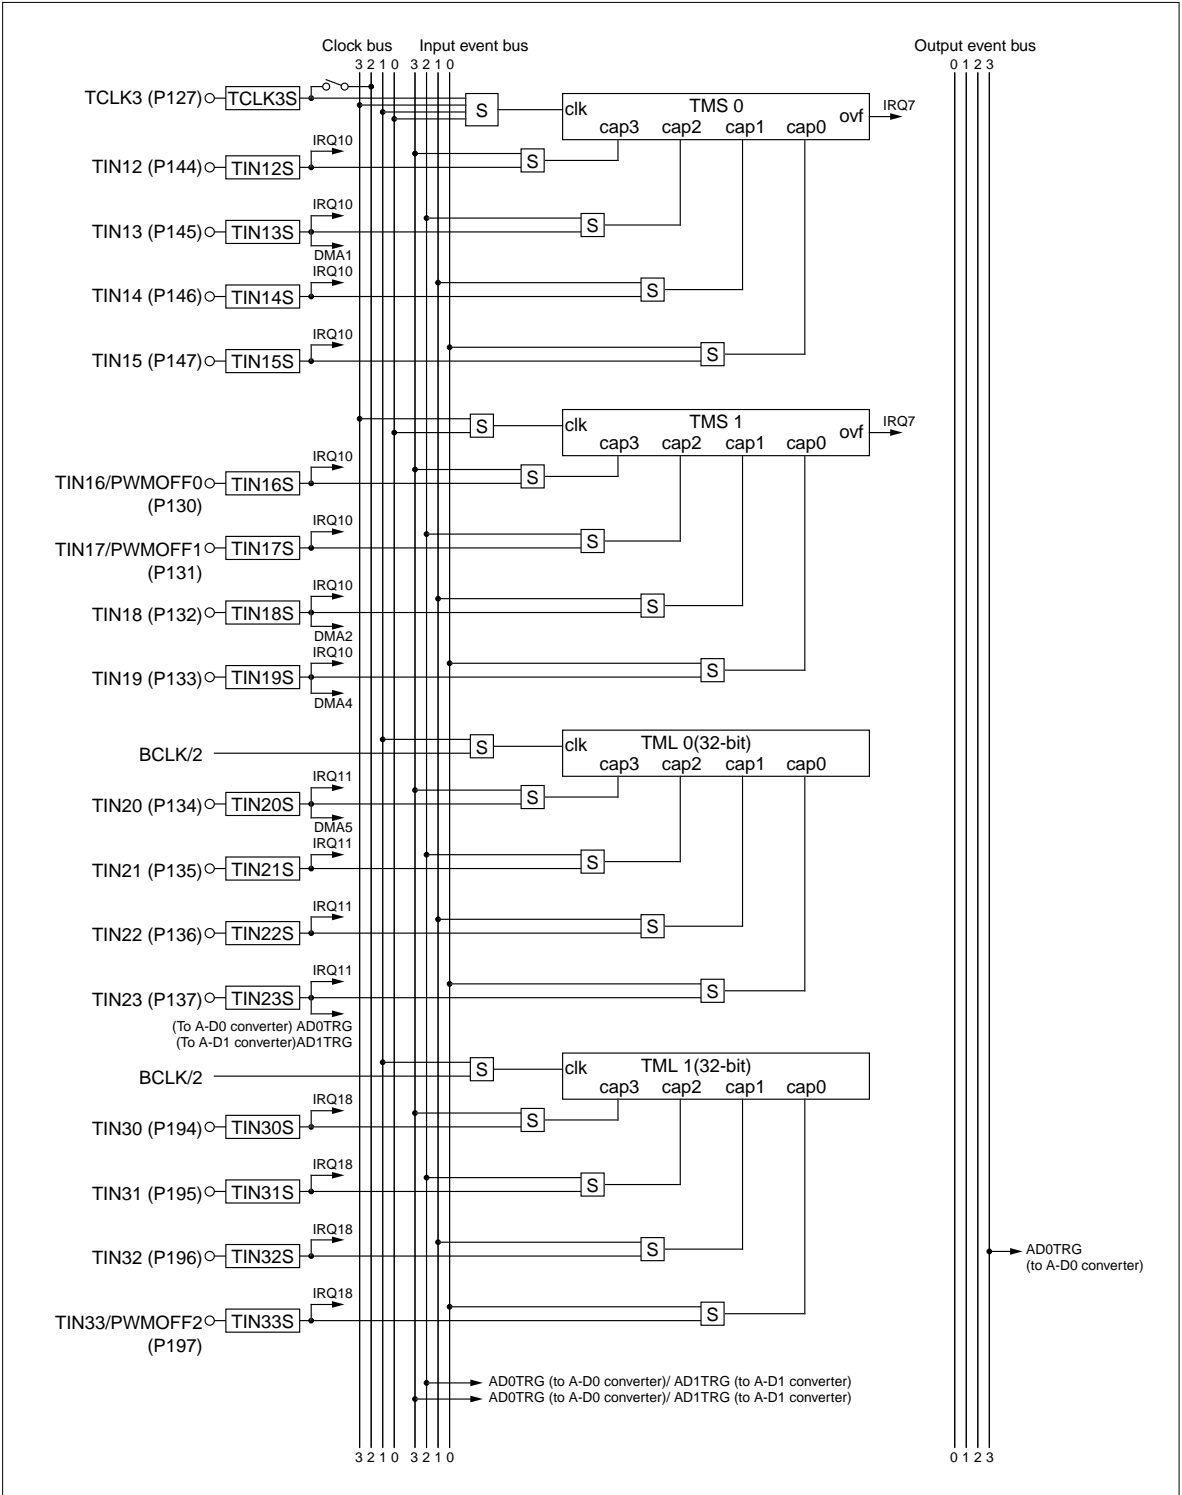 Clock bus Input event bus Output event bus
3 2 1 0 3 2 1 0 0 1 2 3
TCLK3 (P127) TCLK3S S clk TMS 0 ovf IRQ7
cap3 cap2 cap1 cap0
IRQ10
TIN12 (P144) TIN12S S
IRQ10
TIN13 (P145) TIN13S S
DMA1
IRQ10
TIN14 (P146) TIN14S S
IRQ10
TIN15 (P147) TIN15S S
S clk TMS 1 ovf IRQ7
cap3 cap2 cap1 cap0
IRQ10
TIN16/PWMOFF0 TIN16S S
(P130)
IRQ10
TIN17/PWMOFF1 TIN17S S
(P131)
IRQ10
TIN18 (P132) TIN18S S
DMA2
IRQ10
TIN19 (P133) TIN19S S
DMA4
BCLK/2 S clk TML 0(32-bit)
cap3 cap2 cap1 cap0
IRQ11
TIN20 (P134) TIN20S S
DMA5
IRQ11
TIN21 (P135) TIN21S S
IRQ11
TIN22 (P136) TIN22S S
IRQ11
TIN23 (P137) TIN23S S
(To A-D0 converter) AD0TRG
(To A-D1 converter)AD1TRG
BCLK/2 S clk TML 1(32-bit)
cap3 cap2 cap1 cap0
IRQ18
TIN30 (P194) TIN30S S
IRQ18
TIN31 (P195) TIN31S S
IRQ18
TIN32 (P196) TIN32S S AD0TRG
(to A-D0 converter)
IRQ18
TIN33/PWMOFF2 TIN33S S
(P197)
AD0TRG (to A-D0 converter)/ AD1TRG (to A-D1 converter)
AD0TRG (to A-D0 converter)/ AD1TRG (to A-D1 converter)
3 2 1 0 3 2 1 0 0 1 2 3